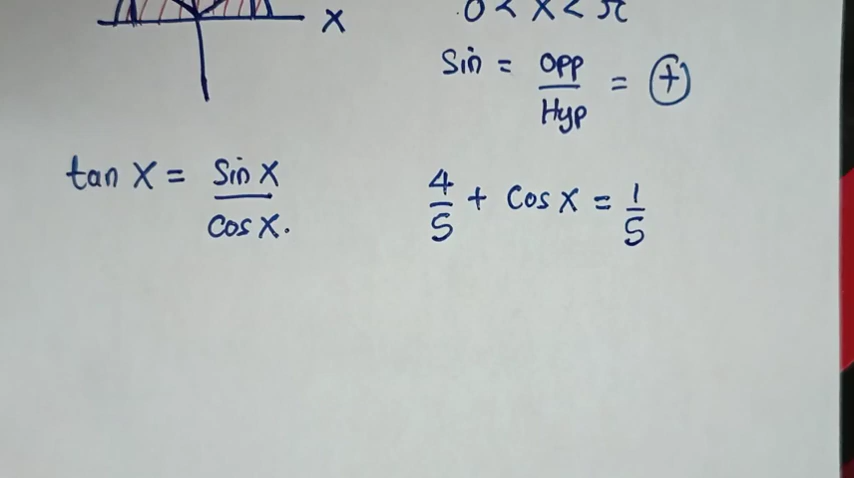 X
0 < X < π
Sin = Opp/Hyp = (+)
tan X = Sin X/Cos X.
4/5 + Cos X = 1/5